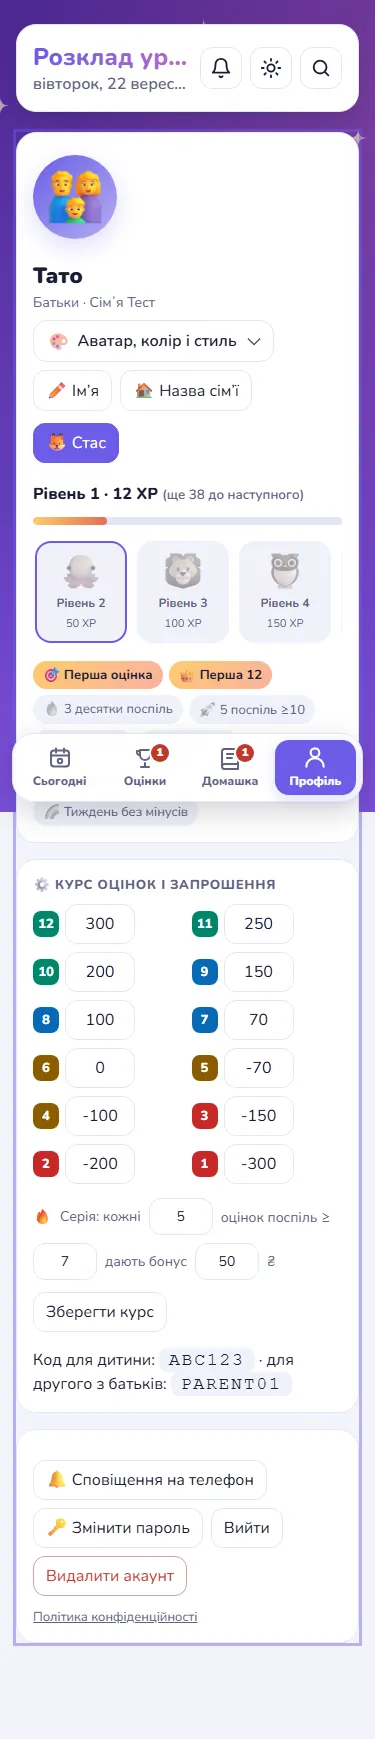 Розклад ур...
вівторок, 22 верес...
Тато
Батьки · Сім'я Тест
Аватар, колір і стиль
Ім'я Назва сім'ї
Стас
Рівень 1 · 12 XP (ще 38 до наступного)
Рівень 2 Рівень 3 Рівень 4
50 XP 100 XP 150 XP
Перша оцінка Перша 12
3 десятки поспіль 5 поспіль ≥10
1 1
Сьогодні Оцінки Домашка Профіль
Тиждень без мінусів
КУРС ОЦІНОК І ЗАПРОШЕННЯ
12 300 11 250
10 200 9 150
8 100 7 70
6 0 5 -70
4 -100 3 -150
2 -200 1 -300
Серія: кожні 5 оцінок поспіль ≥
7 дають бонус 50 ₴
Зберегти курс
Код для дитини: ABC123 · для
другого з батьків: PARENT01
Сповіщення на телефон
Змінити пароль Вийти
Видалити акаунт
Політика конфіденційності